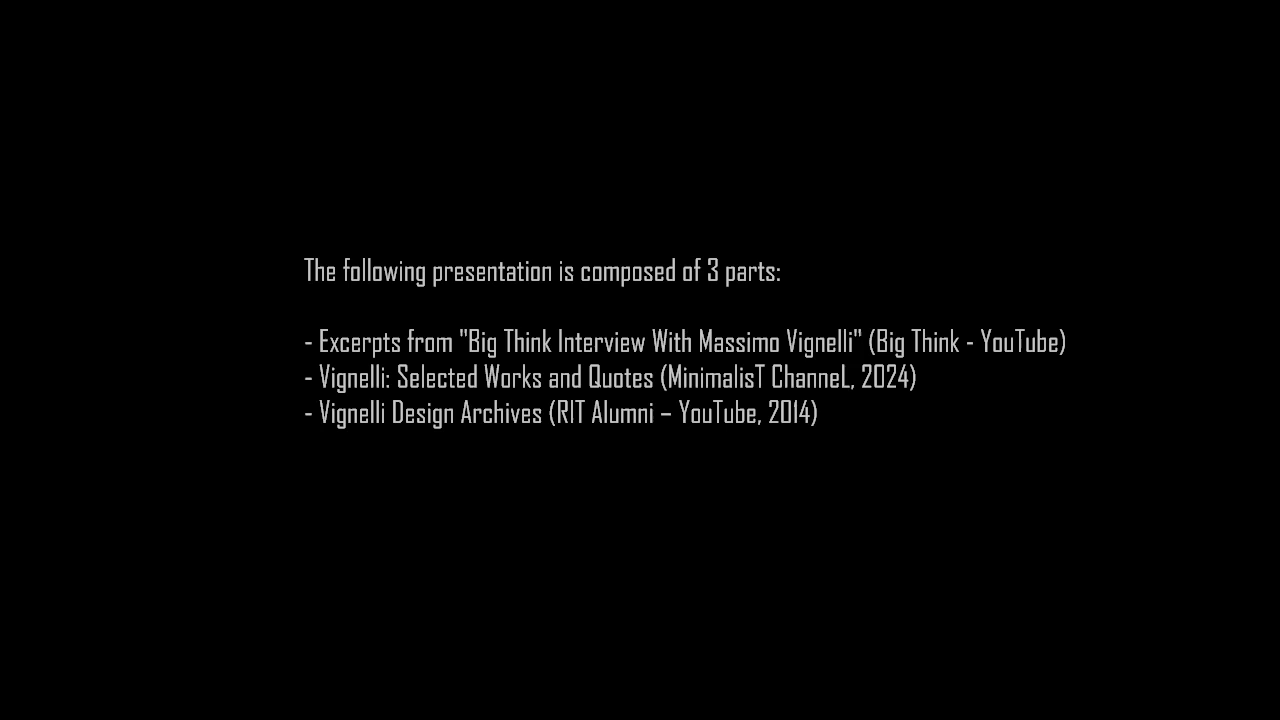 The following presentation is composed of 3 parts:
- Excerpts from "Big Think Interview With Massimo Vignelli" (Big Think - YouTube)
- Vignelli: Selected Works and Quotes (MinimalisT ChanneL, 2024)
- Vignelli Design Archives (RIT Alumni – YouTube, 2014)